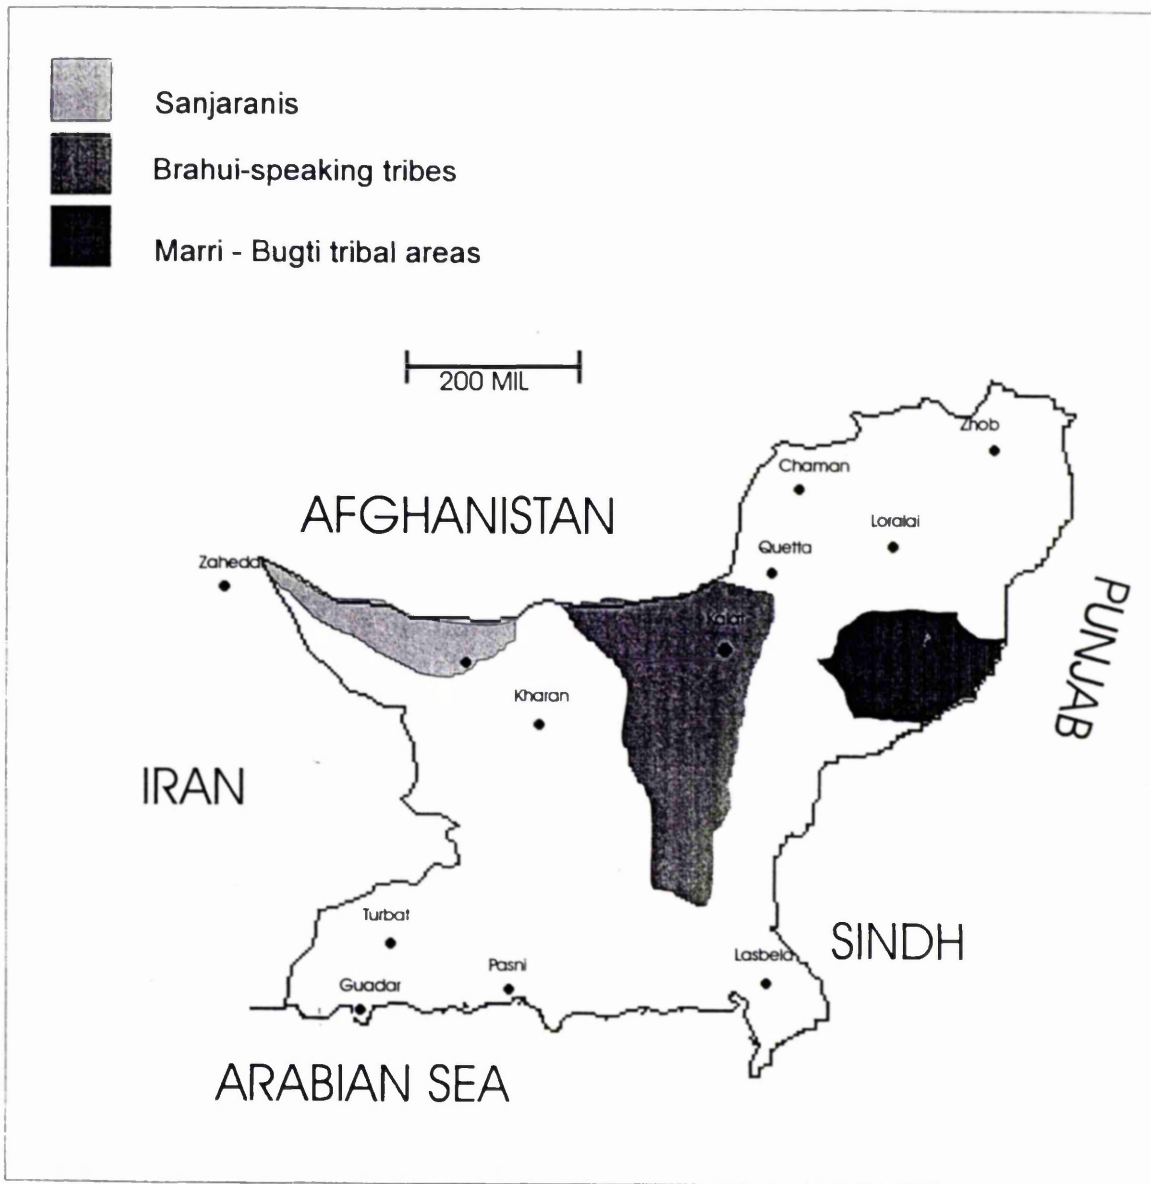 Sanjaranis
Brahui-speaking tribes
Marri - Bugti tribal areas
200 MIL
Zhob
Chaman
AFGHANISTAN
Loralai
Quetta
Zahedd
PUNJAB
Kalat
Kharan
IRAN
Turbat
SINDH
Lasbela
Pasni
Guadar
ARABIAN SEA